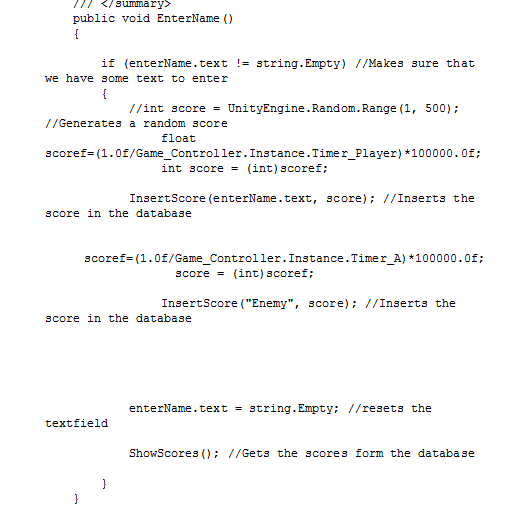 /// </summary>
public void EnterName()
{
if (enterName.text != string.Empty) //Makes sure that
we have some text to enter
{
//int score = UnityEngine.Random.Range(1, 500);
//Generates a random score
float
scoref=(1.0f/Game_Controller.Instance.Timer_Player)*100000.0f;
int score = (int)scoref;
InsertScore(enterName.text, score); //Inserts the
score in the database
scoref=(1.0f/Game_Controller.Instance.Timer_A)*100000.0f;
score = (int)scoref;
InsertScore("Enemy", score); //Inserts the
score in the database
enterName.text = string.Empty; //resets the
textfield
ShowScores(); //Gets the scores form the database
}
}